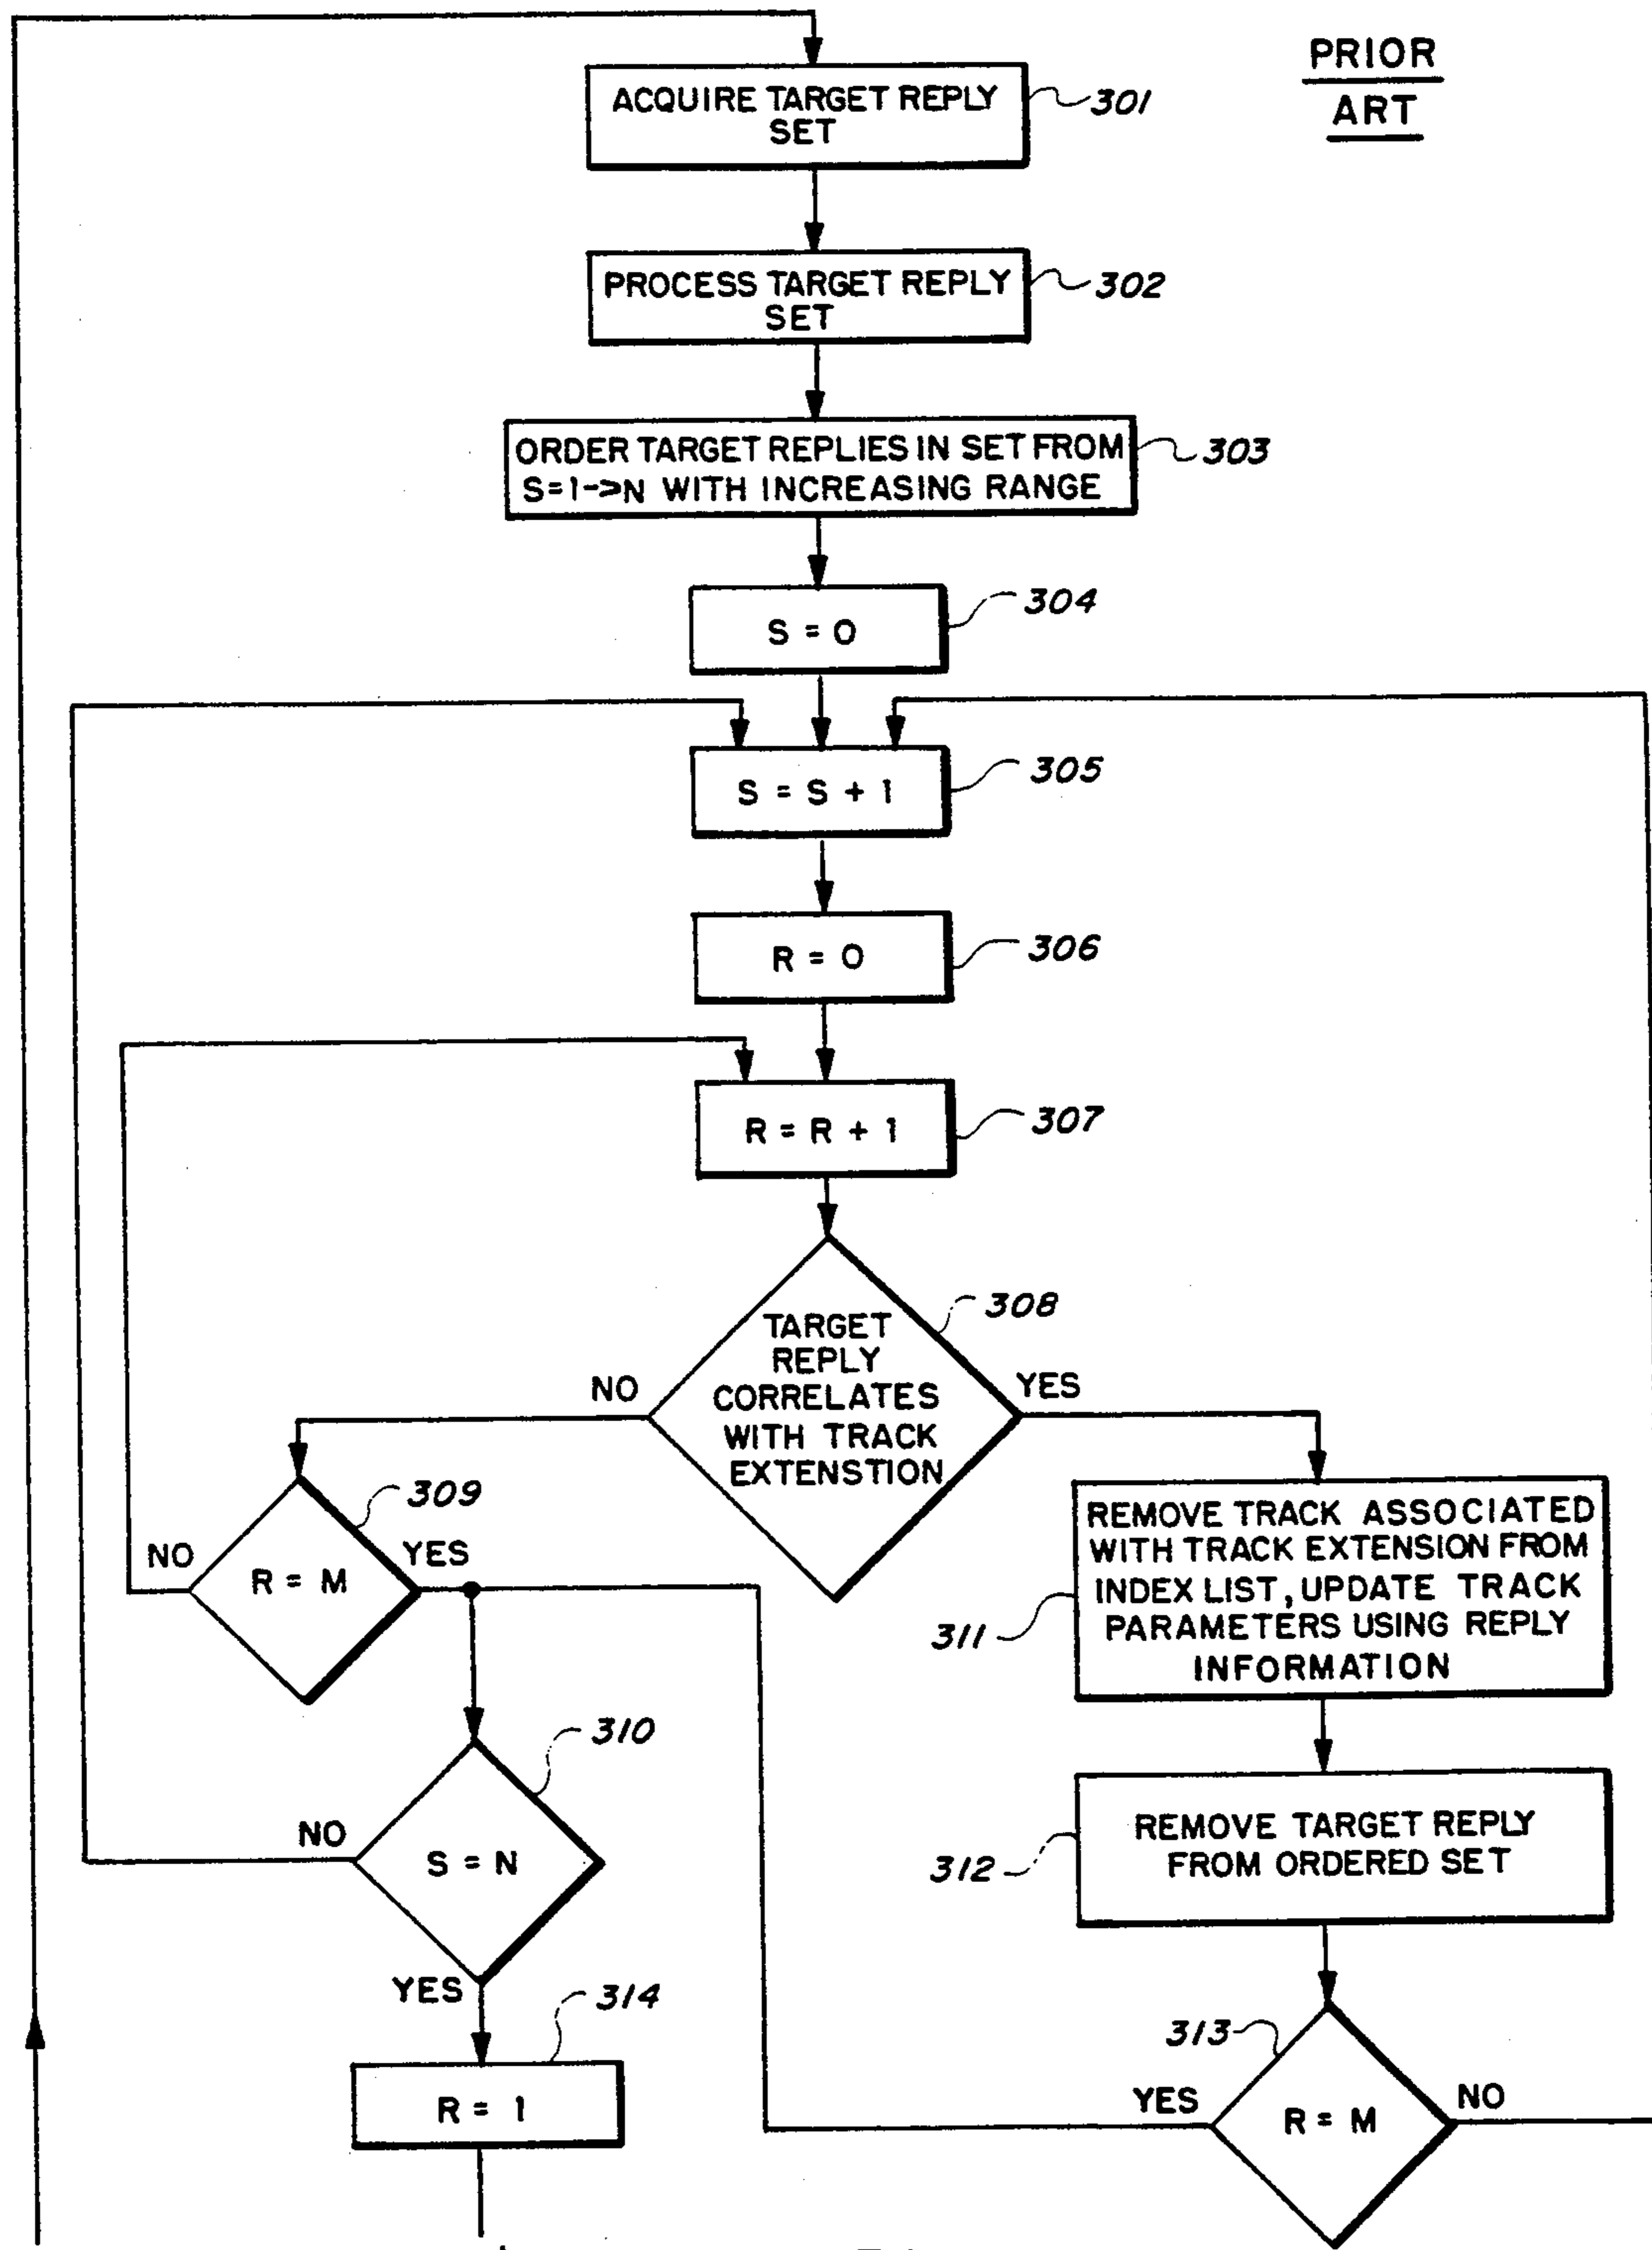 PRIOR
ART
ACQUIRE TARGET REPLY
SET
301
PROCESS TARGET REPLY
SET
302
ORDER TARGET REPLIES IN SET FROM
S=1->N WITH INCREASING RANGE
303
S = 0
304
S = S + 1
305
R = 0
306
R = R + 1
307
TARGET
REPLY
CORRELATES
WITH TRACK
EXTENSTION
308
NO
YES
R = M
309
NO
YES
REMOVE TRACK ASSOCIATED
WITH TRACK EXTENSION FROM
INDEX LIST, UPDATE TRACK
PARAMETERS USING REPLY
INFORMATION
311
S = N
310
NO
YES
REMOVE TARGET REPLY
FROM ORDERED SET
312
R = 1
314
R = M
313
YES
NO